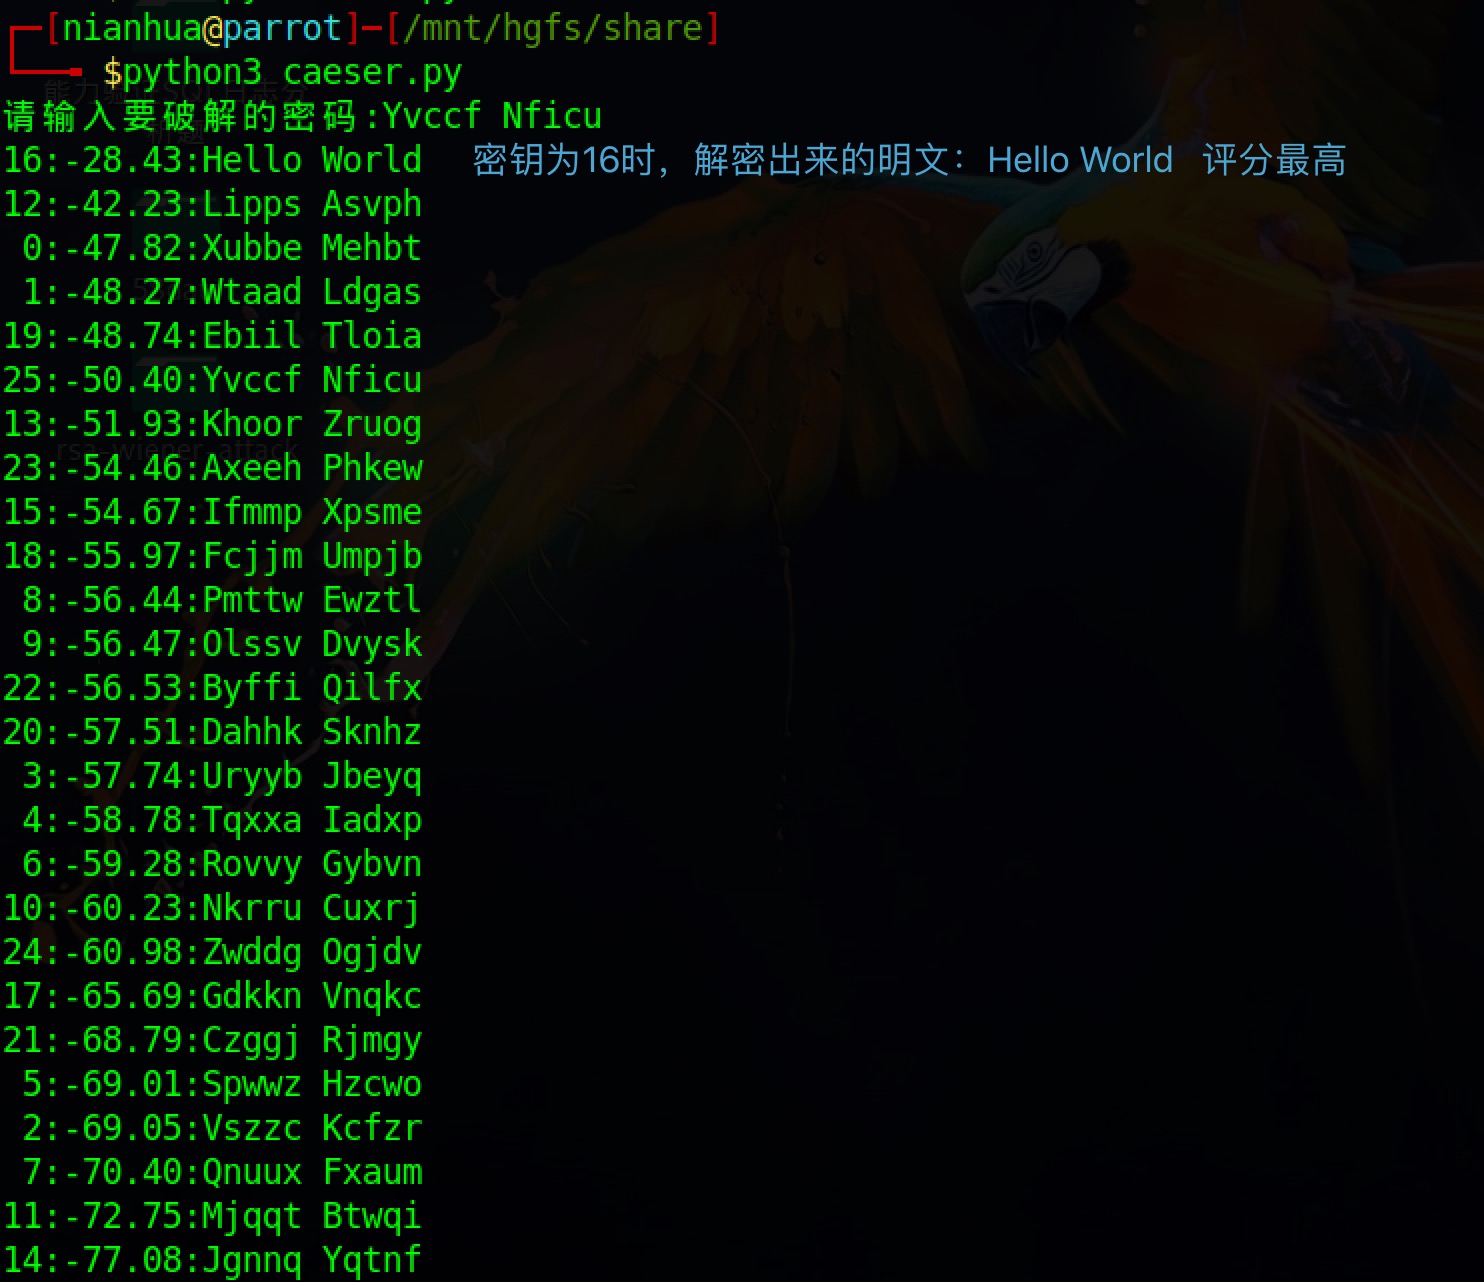 [nianhua@parrot]─[/mnt/hgfs/share]
$python3 caeser.py
请输入要破解的密码:Yvccf Nficu
16:-28.43:Hello World 密钥为16时，解密出来的明文：Hello World 评分最高
12:-42.23:Lipps Asvph
0:-47.82:Xubbe Mehbt
1:-48.27:Wtaad Ldgas
19:-48.74:Ebiil Tloia
25:-50.40:Yvccf Nficu
13:-51.93:Khoor Zruog
23:-54.46:Axeeh Phkew
rsa-wiener-attack
15:-54.67:Ifmmp Xpsme
18:-55.97:Fcjjm Umpjb
8:-56.44:Pmttw Ewztl
9:-56.47:Olssv Dvysk
22:-56.53:Byffi Qilfx
20:-57.51:Dahhk Sknhz
3:-57.74:Uryyb Jbeyq
4:-58.78:Tqxxa Iadxp
6:-59.28:Rovvy Gybvn
10:-60.23:Nkrru Cuxrj
24:-60.98:Zwddg Ogjdv
17:-65.69:Gdkkn Vnqkc
21:-68.79:Czggj Rjmgy
5:-69.01:Spwwz Hzcwo
2:-69.05:Vszzc Kcfzr
7:-70.40:Qnuux Fxaum
11:-72.75:Mjqqt Btwqi
14:-77.08:Jgnnq Yqtnf